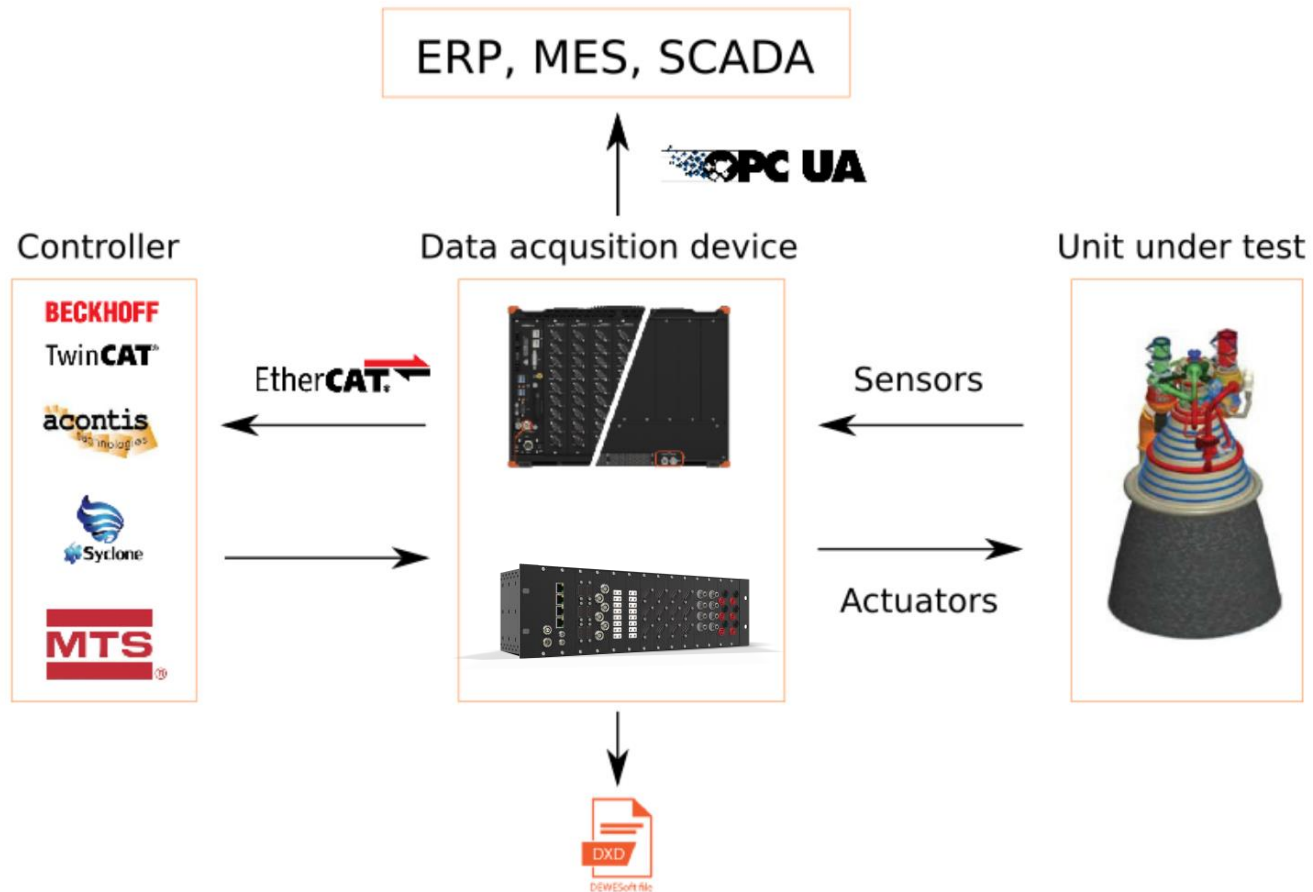 ERP, MES, SCADA
OPC UA
Controller
Data acqusition device
Unit under test
BECKHOFF
TwinCAT®
EtherCAT®
Sensors
acontis
technologies
Syclone
Actuators
MTS®
DXD
DEWESoft file